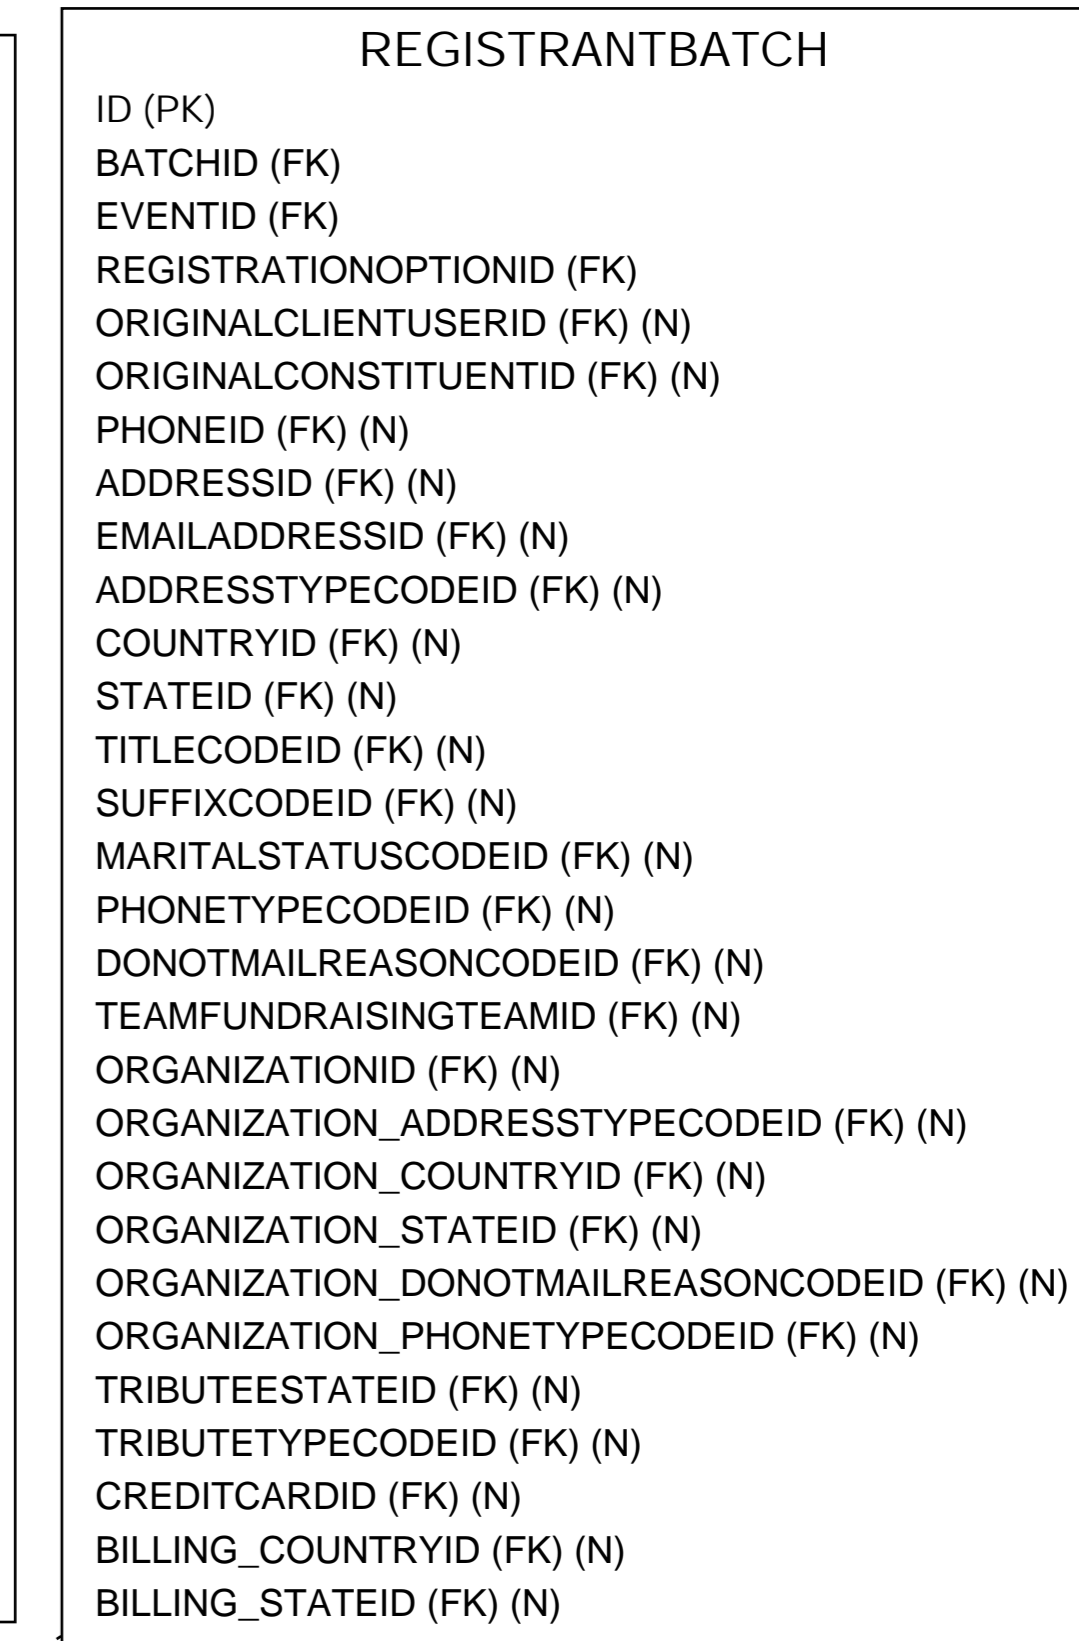 REGISTRANTBATCH
ID (PK)
BATCHID (FK)
EVENTID (FK)
REGISTRATIONOPTIONID (FK)
ORIGINALCLIENTUSERID (FK) (N)
ORIGINALCONSTITUENTID (FK) (N)
PHONEID (FK) (N)
ADDRESSID (FK) (N)
EMAILADDRESSID (FK) (N)
ADDRESSTYPECODEID (FK) (N)
COUNTRYID (FK) (N)
STATEID (FK) (N)
TITLECODEID (FK) (N)
SUFFIXCODEID (FK) (N)
MARITALSTATUSCODEID (FK) (N)
PHONETYPECODEID (FK) (N)
DONOTMAILREASONCODEID (FK) (N)
TEAMFUNDRAISINGTEAMID (FK) (N)
ORGANIZATIONID (FK) (N)
ORGANIZATION_ADDRESSTYPECODEID (FK) (N)
ORGANIZATION_COUNTRYID (FK) (N)
ORGANIZATION_STATEID (FK) (N)
ORGANIZATION_DONOTMAILREASONCODEID (FK) (N)
ORGANIZATION_PHONETYPECODEID (FK) (N)
TRIBUTEESTATEID (FK) (N)
TRIBUTETYPECODEID (FK) (N)
CREDITCARDID (FK) (N)
BILLING_COUNTRYID (FK) (N)
BILLING_STATEID (FK) (N)